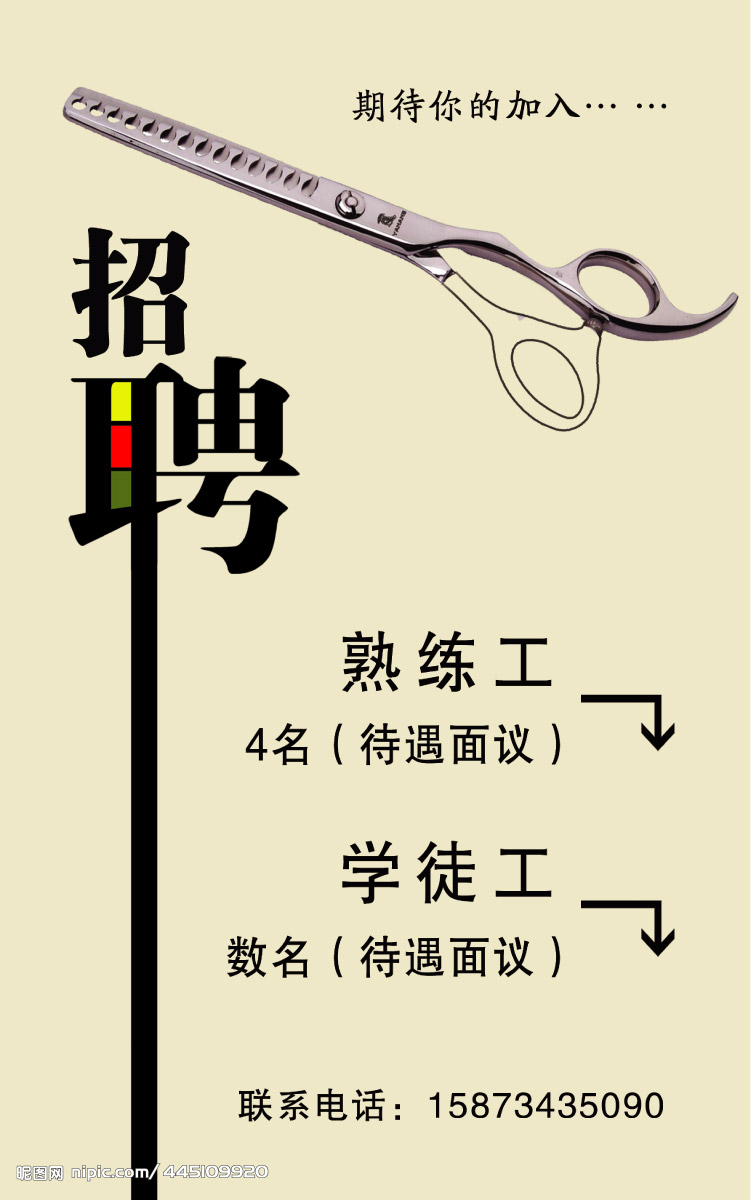 期待你的加入… …
YAMANE
招
聘
熟练工
4名（待遇面议）
学徒工
数名（待遇面议）
联系电话：15873435090
昵图网 nipic.com/445109920